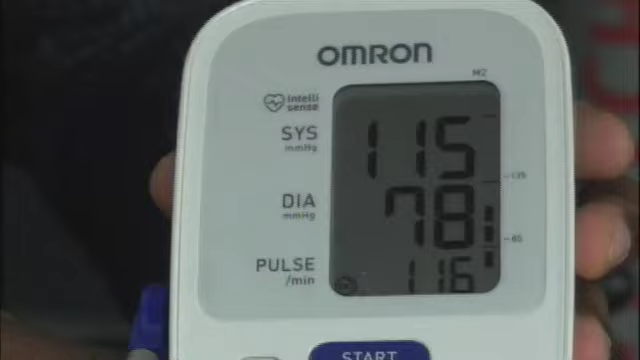 OMRON
M2
intelli
sense
SYS
mmHg
115
-135
DIA
mmHg
78
-85
PULSE
/min
116
START